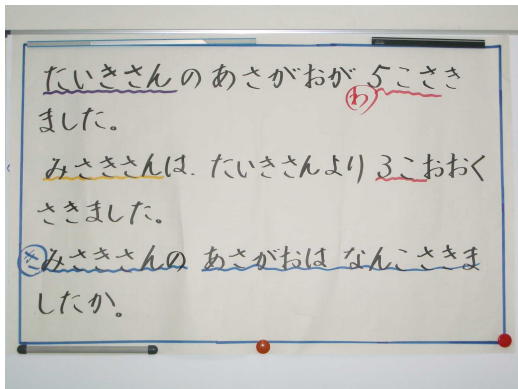 たいきさんのあさがおが5こさき
わ
ました。
みさきさんは、たいきさんより3こおおく
さきました。
き みさきさんの あさがおは なんこさきま
したか。